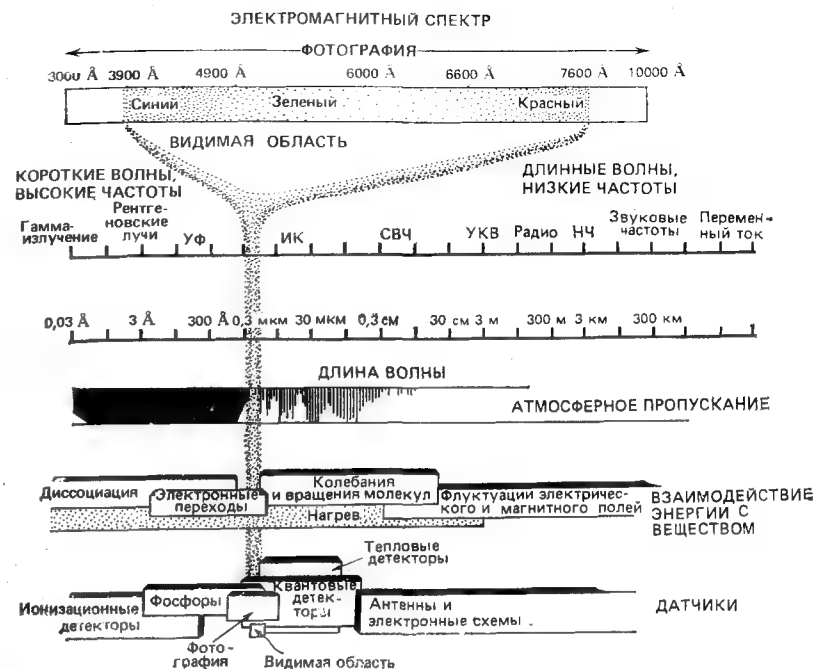 ЭЛЕКТРОМАГНИТНЫЙ СПЕКТР
ФОТОГРАФИЯ
3000 Å 3900 Å 4900 Å 6000 Å 6600 Å 7600 Å 10000 Å
Синий Зеленый Красный
ВИДИМАЯ ОБЛАСТЬ
КОРОТКИЕ ВОЛНЫ,
ВЫСОКИЕ ЧАСТОТЫ
ДЛИННЫЕ ВОЛНЫ,
НИЗКИЕ ЧАСТОТЫ
Гамма-
излучение
Рентге-
новские
лучи
УФ
ИК
СВЧ
УКВ
Радио
НЧ
Звуковые
частоты
Перемен-
ный ток
0,03 Å 3 Å 300 Å 0,3 мкм 30 мкм 0,3 см 30 см 3 м 300 м 3 км 300 км
ДЛИНА ВОЛНЫ
АТМОСФЕРНОЕ ПРОПУСКАНИЕ
Диссоциация
Электронные
переходы
Колебания
и вращения молекул
Флуктуации электричес-
кого и магнитного полей
Нагрев
ВЗАИМОДЕЙСТВИЕ
ЭНЕРГИИ С
ВЕЩЕСТВОМ
Тепловые
детекторы
Ионизационные
детекторы
Фосфоры
Квантовые
детек-
торы
Антенны и
электронные схемы
ДАТЧИКИ
Фото-
графия
Видимая область